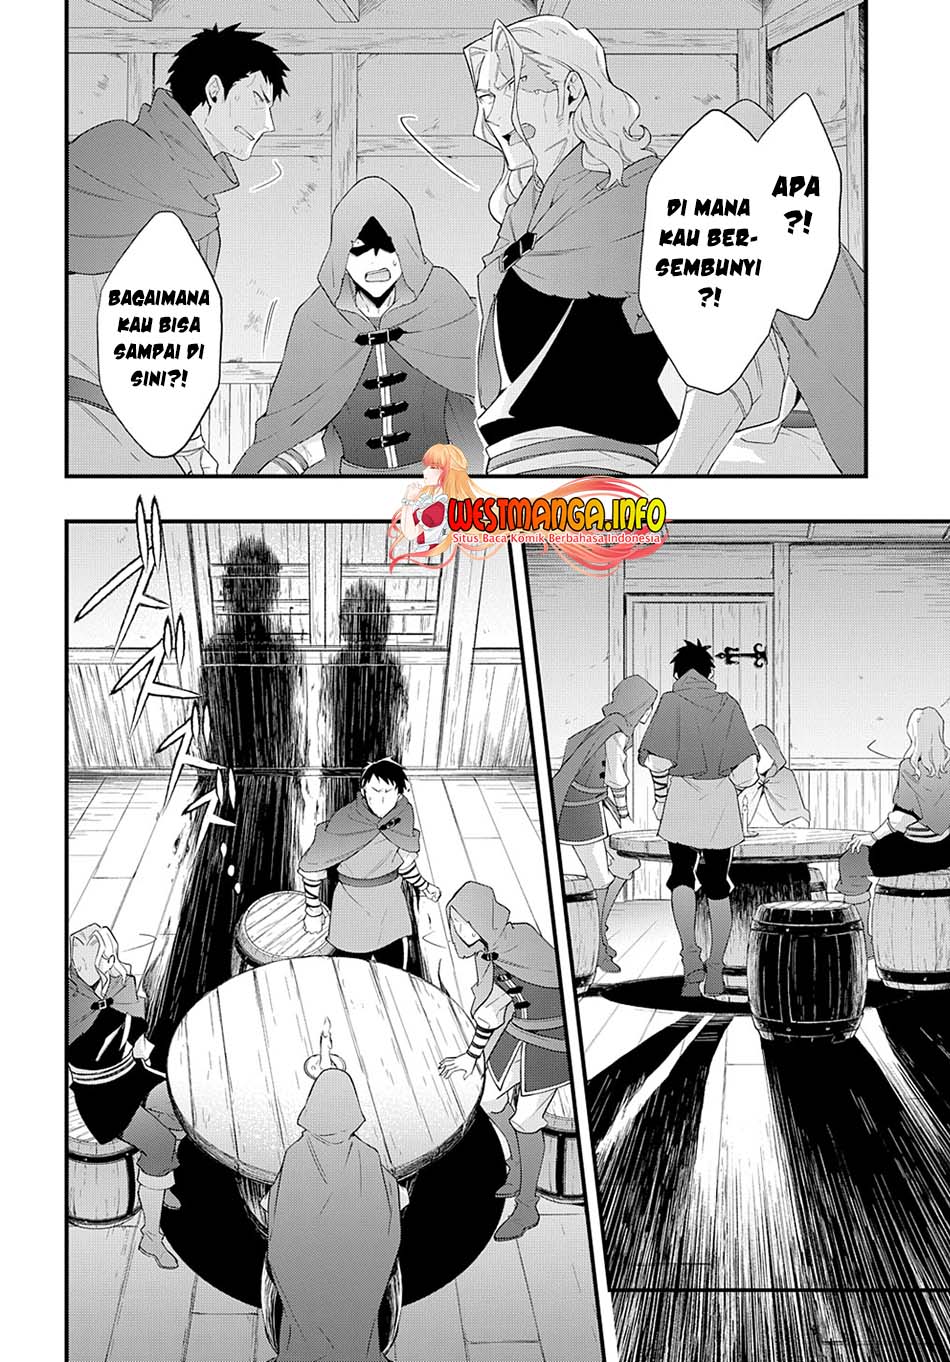 APA
?!
DI MANA
KAU BER-
SEMBUNYI
?!
BAGAIMANA
KAU BISA
SAMPAI DI
SINI?!
WESTMANGA.INFO
Situs Baca Komik Berbahasa Indonesia